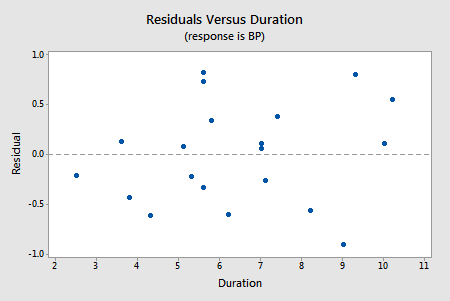 Residuals Versus Duration
(response is BP)
1.0
0.5
0.0
-0.5
-1.0
Residual
2 3 4 5 6 7 8 9 10 11
Duration